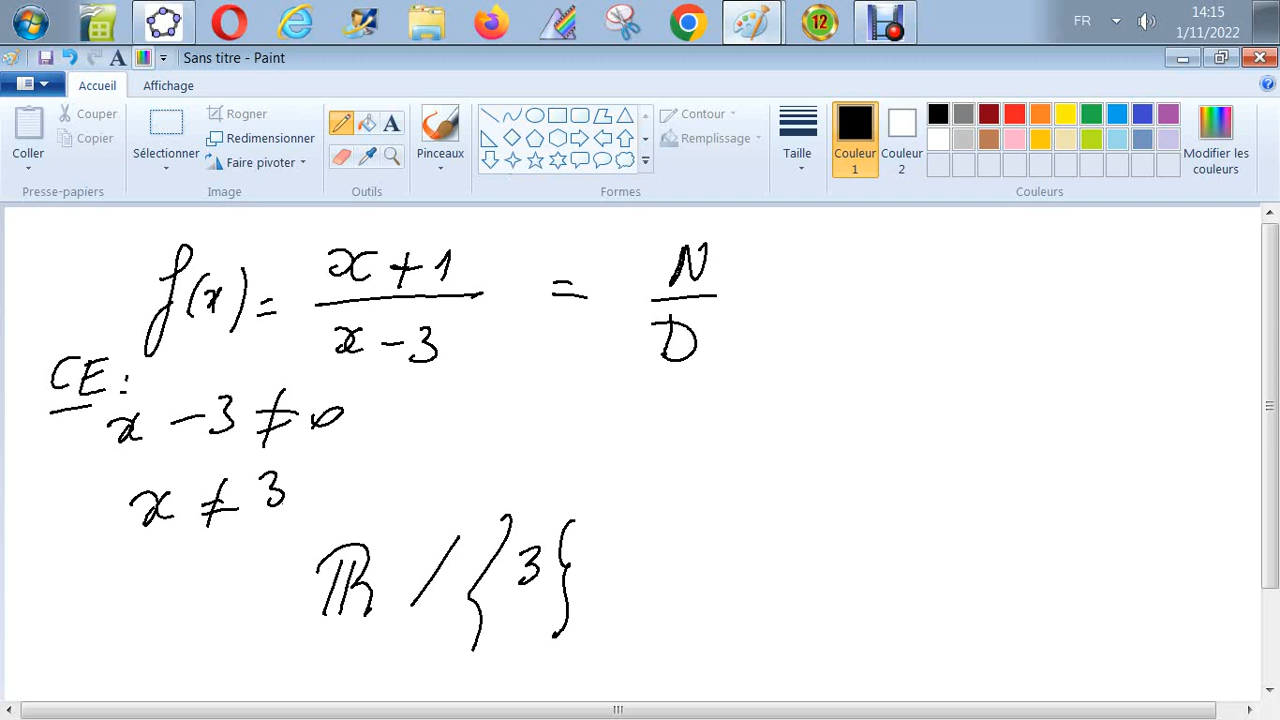 FR
14:15
1/11/2022
12
Sans titre - Paint
Accueil
Affichage
Coller
Couper
Copier
Presse-papiers
Sélectionner
Rogner
Redimensionner
Faire pivoter
Image
A
Outils
Pinceaux
Contour
Remplissage
Formes
Taille
Couleur 1
Couleur 2
Modifier les couleurs
Couleurs
f(x) = (x+1)/(x-3) = N/D
CE:
x - 3 ≠ 0
x ≠ 3
ℝ / {3}